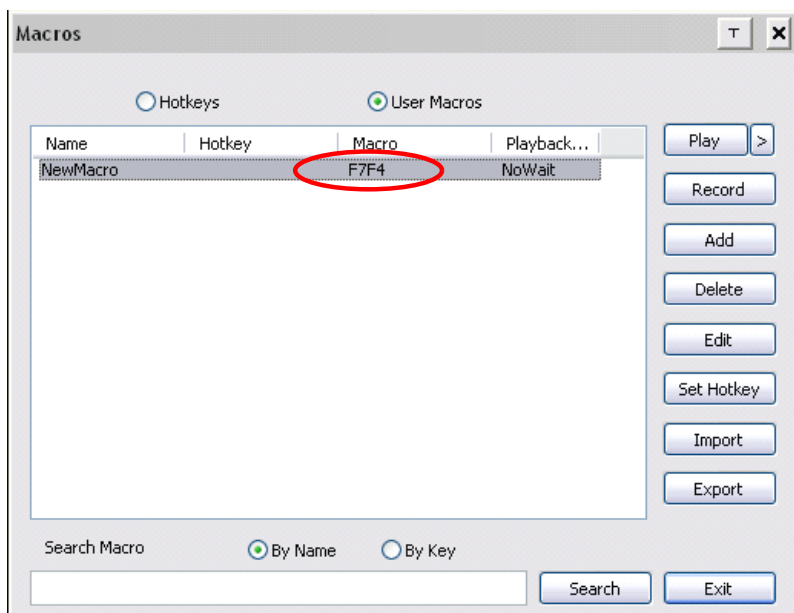 Macros
T
Hotkeys User Macros
Name Hotkey Macro Playback...
NewMacro F7F4 NoWait
Play >
Record
Add
Delete
Edit
Set Hotkey
Import
Export
Search Macro By Name By Key
Search Exit